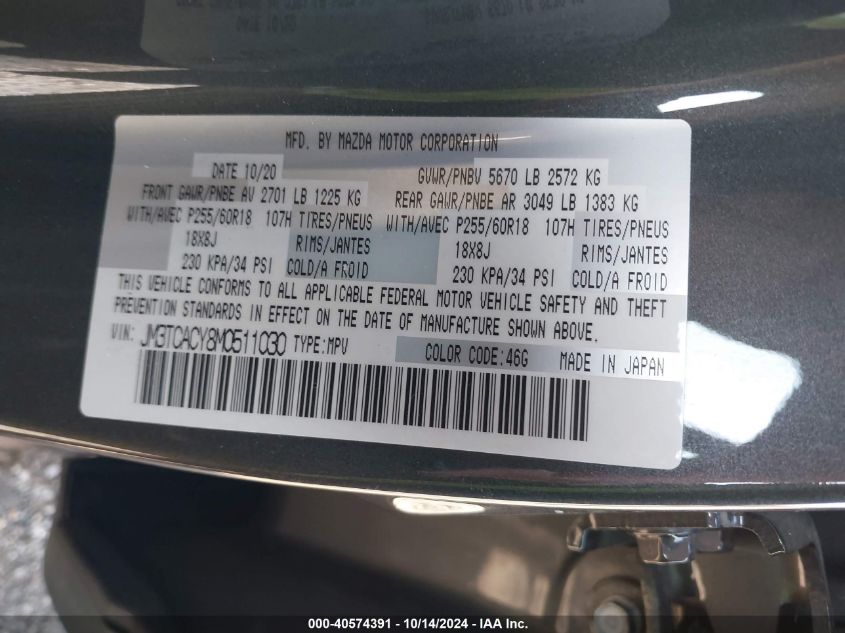 MFD. BY MAZDA MOTOR CORPORATION
DATE 10/20 GVWR/PNBV 5670 LB 2572 KG
FRONT GAWR/PNBE AV 2701 LB 1225 KG REAR GAWR/PNBE AR 3049 LB 1383 KG
WITH/AVEC P255/60R18 107H TIRES/PNEUS WITH/AVEC P255/60R18 107H TIRES/PNEUS
18X8J RIMS/JANTES 18X8J RIMS/JANTES
230 KPA/34 PSI COLD/A FROID 230 KPA/34 PSI COLD/A FROID
THIS VEHICLE CONFORMS TO ALL APPLICABLE FEDERAL MOTOR VEHICLE SAFETY AND THEFT
PREVENTION STANDARDS IN EFFECT ON THE DATE OF MANUFACTURE SHOWN ABOVE.
VIN: JM3TCACY8M0511030 TYPE:MPV COLOR CODE:46G MADE IN JAPAN
000-40574391 - 10/14/2024 - IAA Inc.